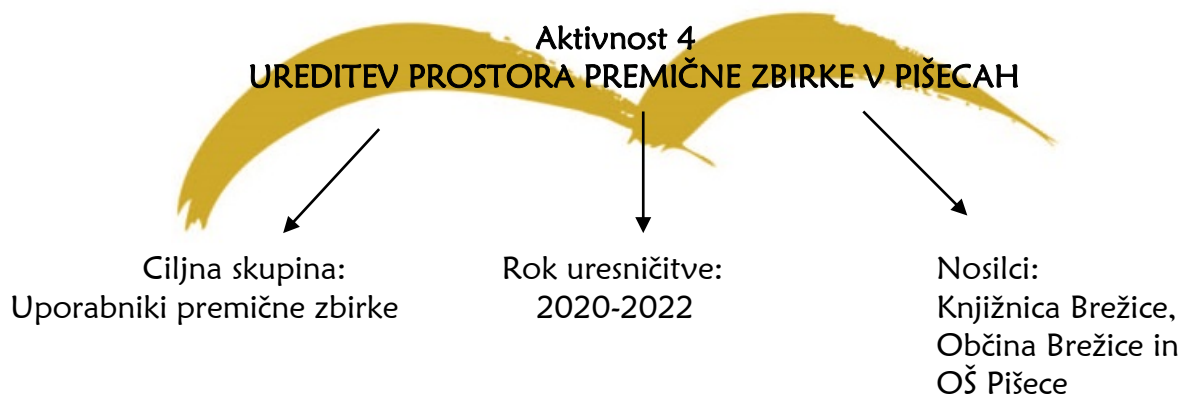 Aktivnost 4
UREDITEV PROSTORA PREMIČNE ZBIRKE V PIŠECAH
Ciljna skupina:
Uporabniki premične zbirke
Rok uresničitve:
2020-2022
Nosilci:
Knjižnica Brežice,
Občina Brežice in
OŠ Pišece